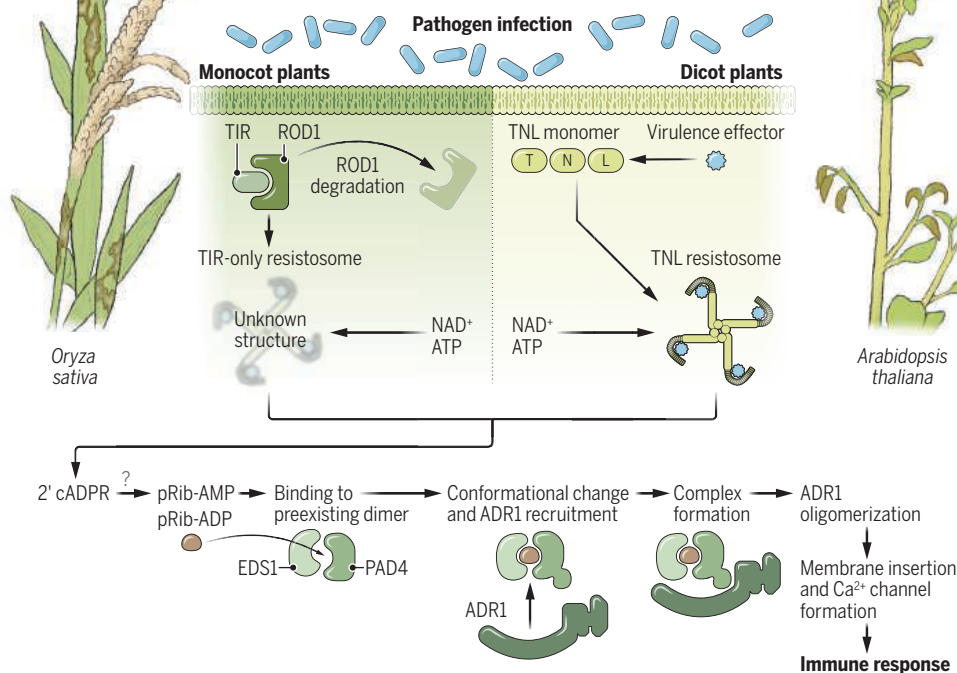 Pathogen infection
Monocot plants
Dicot plants
TIR
ROD1
ROD1
degradation
TIR-only resistosome
Unknown
structure
NAD⁺
ATP
TNL monomer
Virulence effector
T N L
TNL resistosome
NAD⁺
ATP
Oryza
sativa
Arabidopsis
thaliana
2' cADPR
?
pRib-AMP
pRib-ADP
Binding to
preexisting dimer
EDS1
PAD4
Conformational change
and ADR1 recruitment
ADR1
Complex
formation
ADR1
oligomerization
Membrane insertion
and Ca²⁺ channel
formation
Immune response